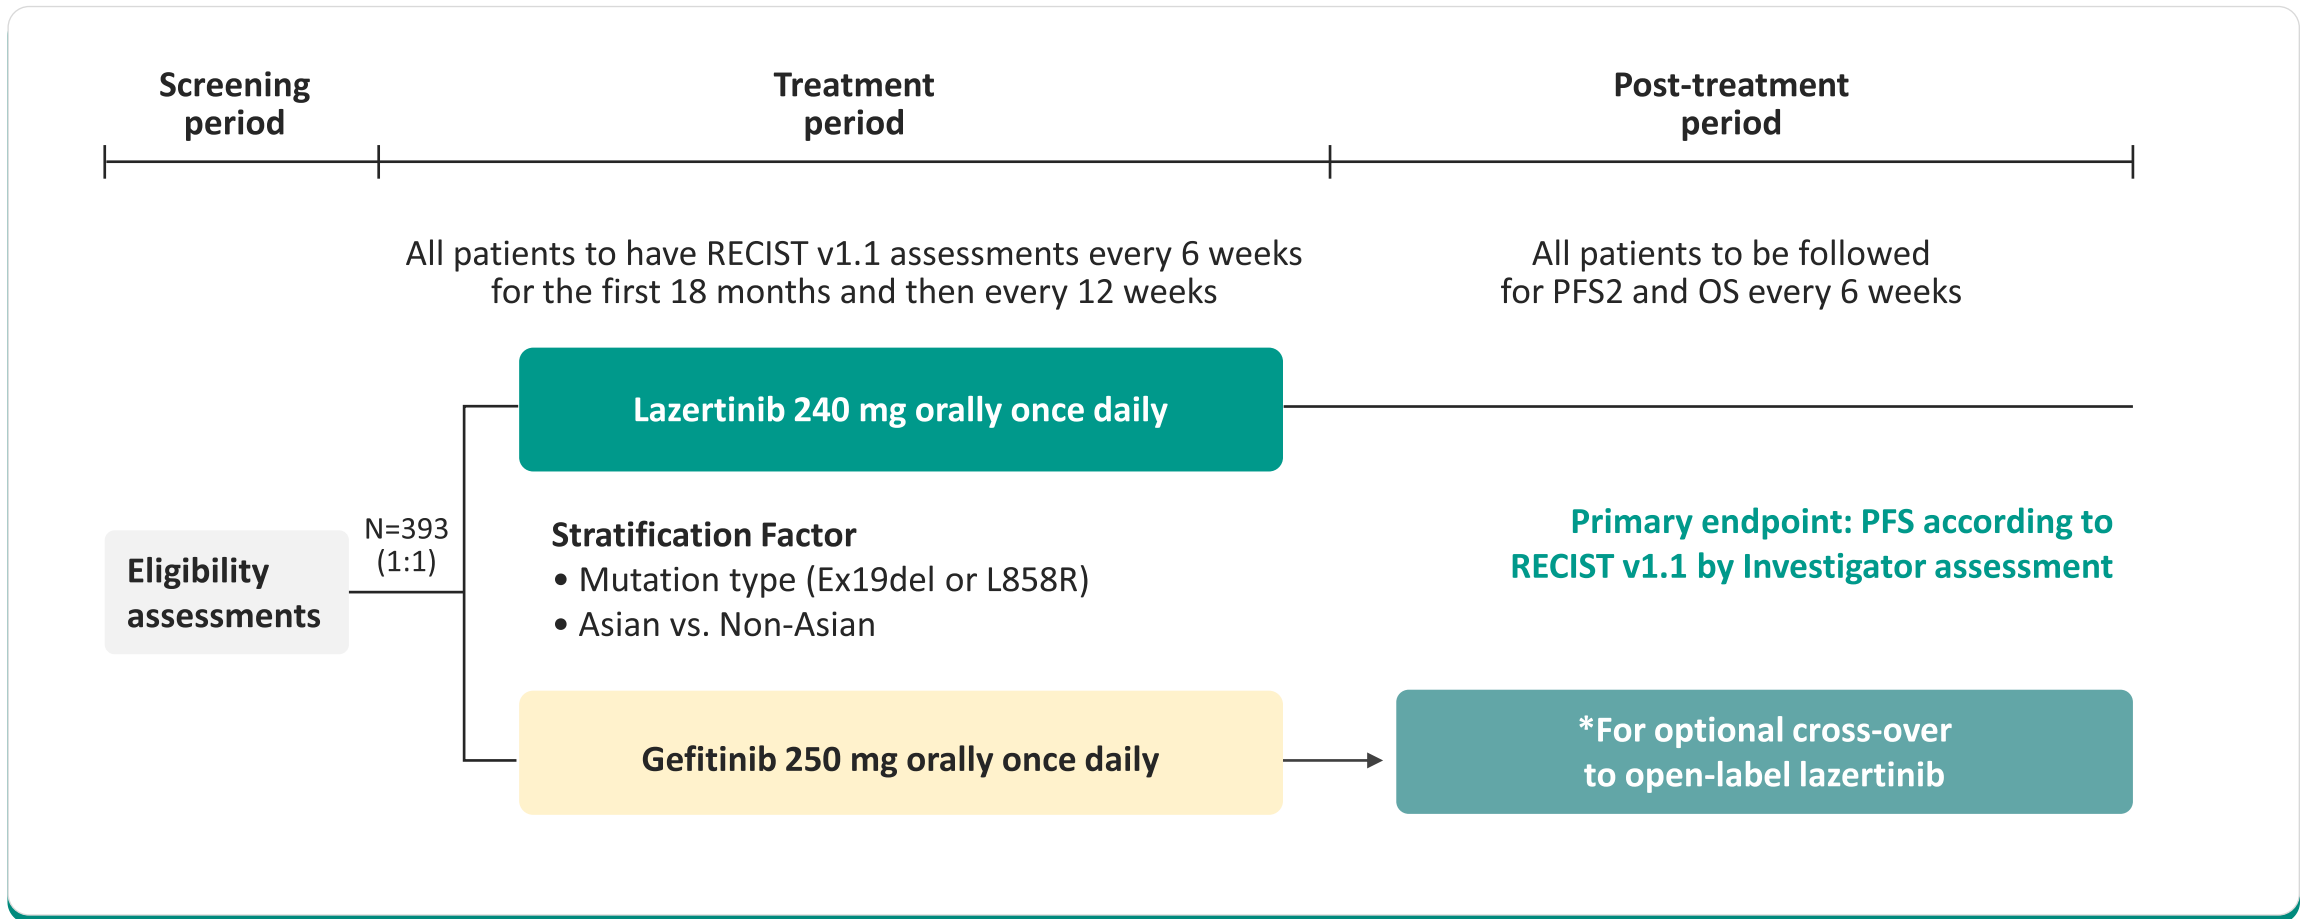 Screening
period
Treatment
period
Post-treatment
period
All patients to have RECIST v1.1 assessments every 6 weeks
for the first 18 months and then every 12 weeks
All patients to be followed
for PFS2 and OS every 6 weeks
Lazertinib 240 mg orally once daily
Eligibility
assessments
N=393
(1:1)
Stratification Factor
• Mutation type (Ex19del or L858R)
• Asian vs. Non-Asian
Primary endpoint: PFS according to
RECIST v1.1 by Investigator assessment
Gefitinib 250 mg orally once daily
*For optional cross-over
to open-label lazertinib